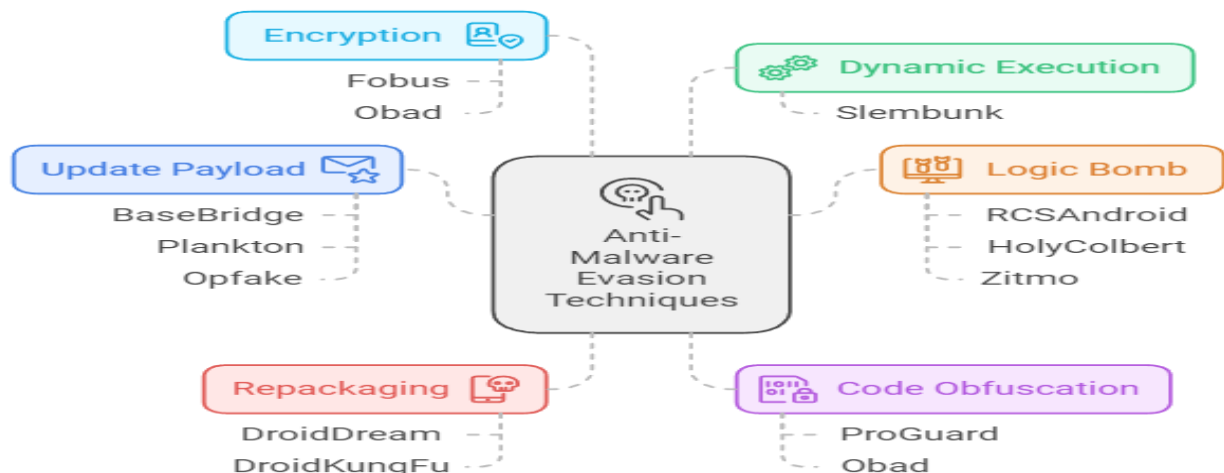 Encryption
Fobus
Obad
Update Payload
BaseBridge
Plankton
Opfake
Repackaging
DroidDream
DroidKungFu
Anti-
Malware
Evasion
Techniques
Dynamic Execution
Slembunk
Logic Bomb
RCSAndroid
HolyColbert
Zitmo
Code Obfuscation
ProGuard
Obad